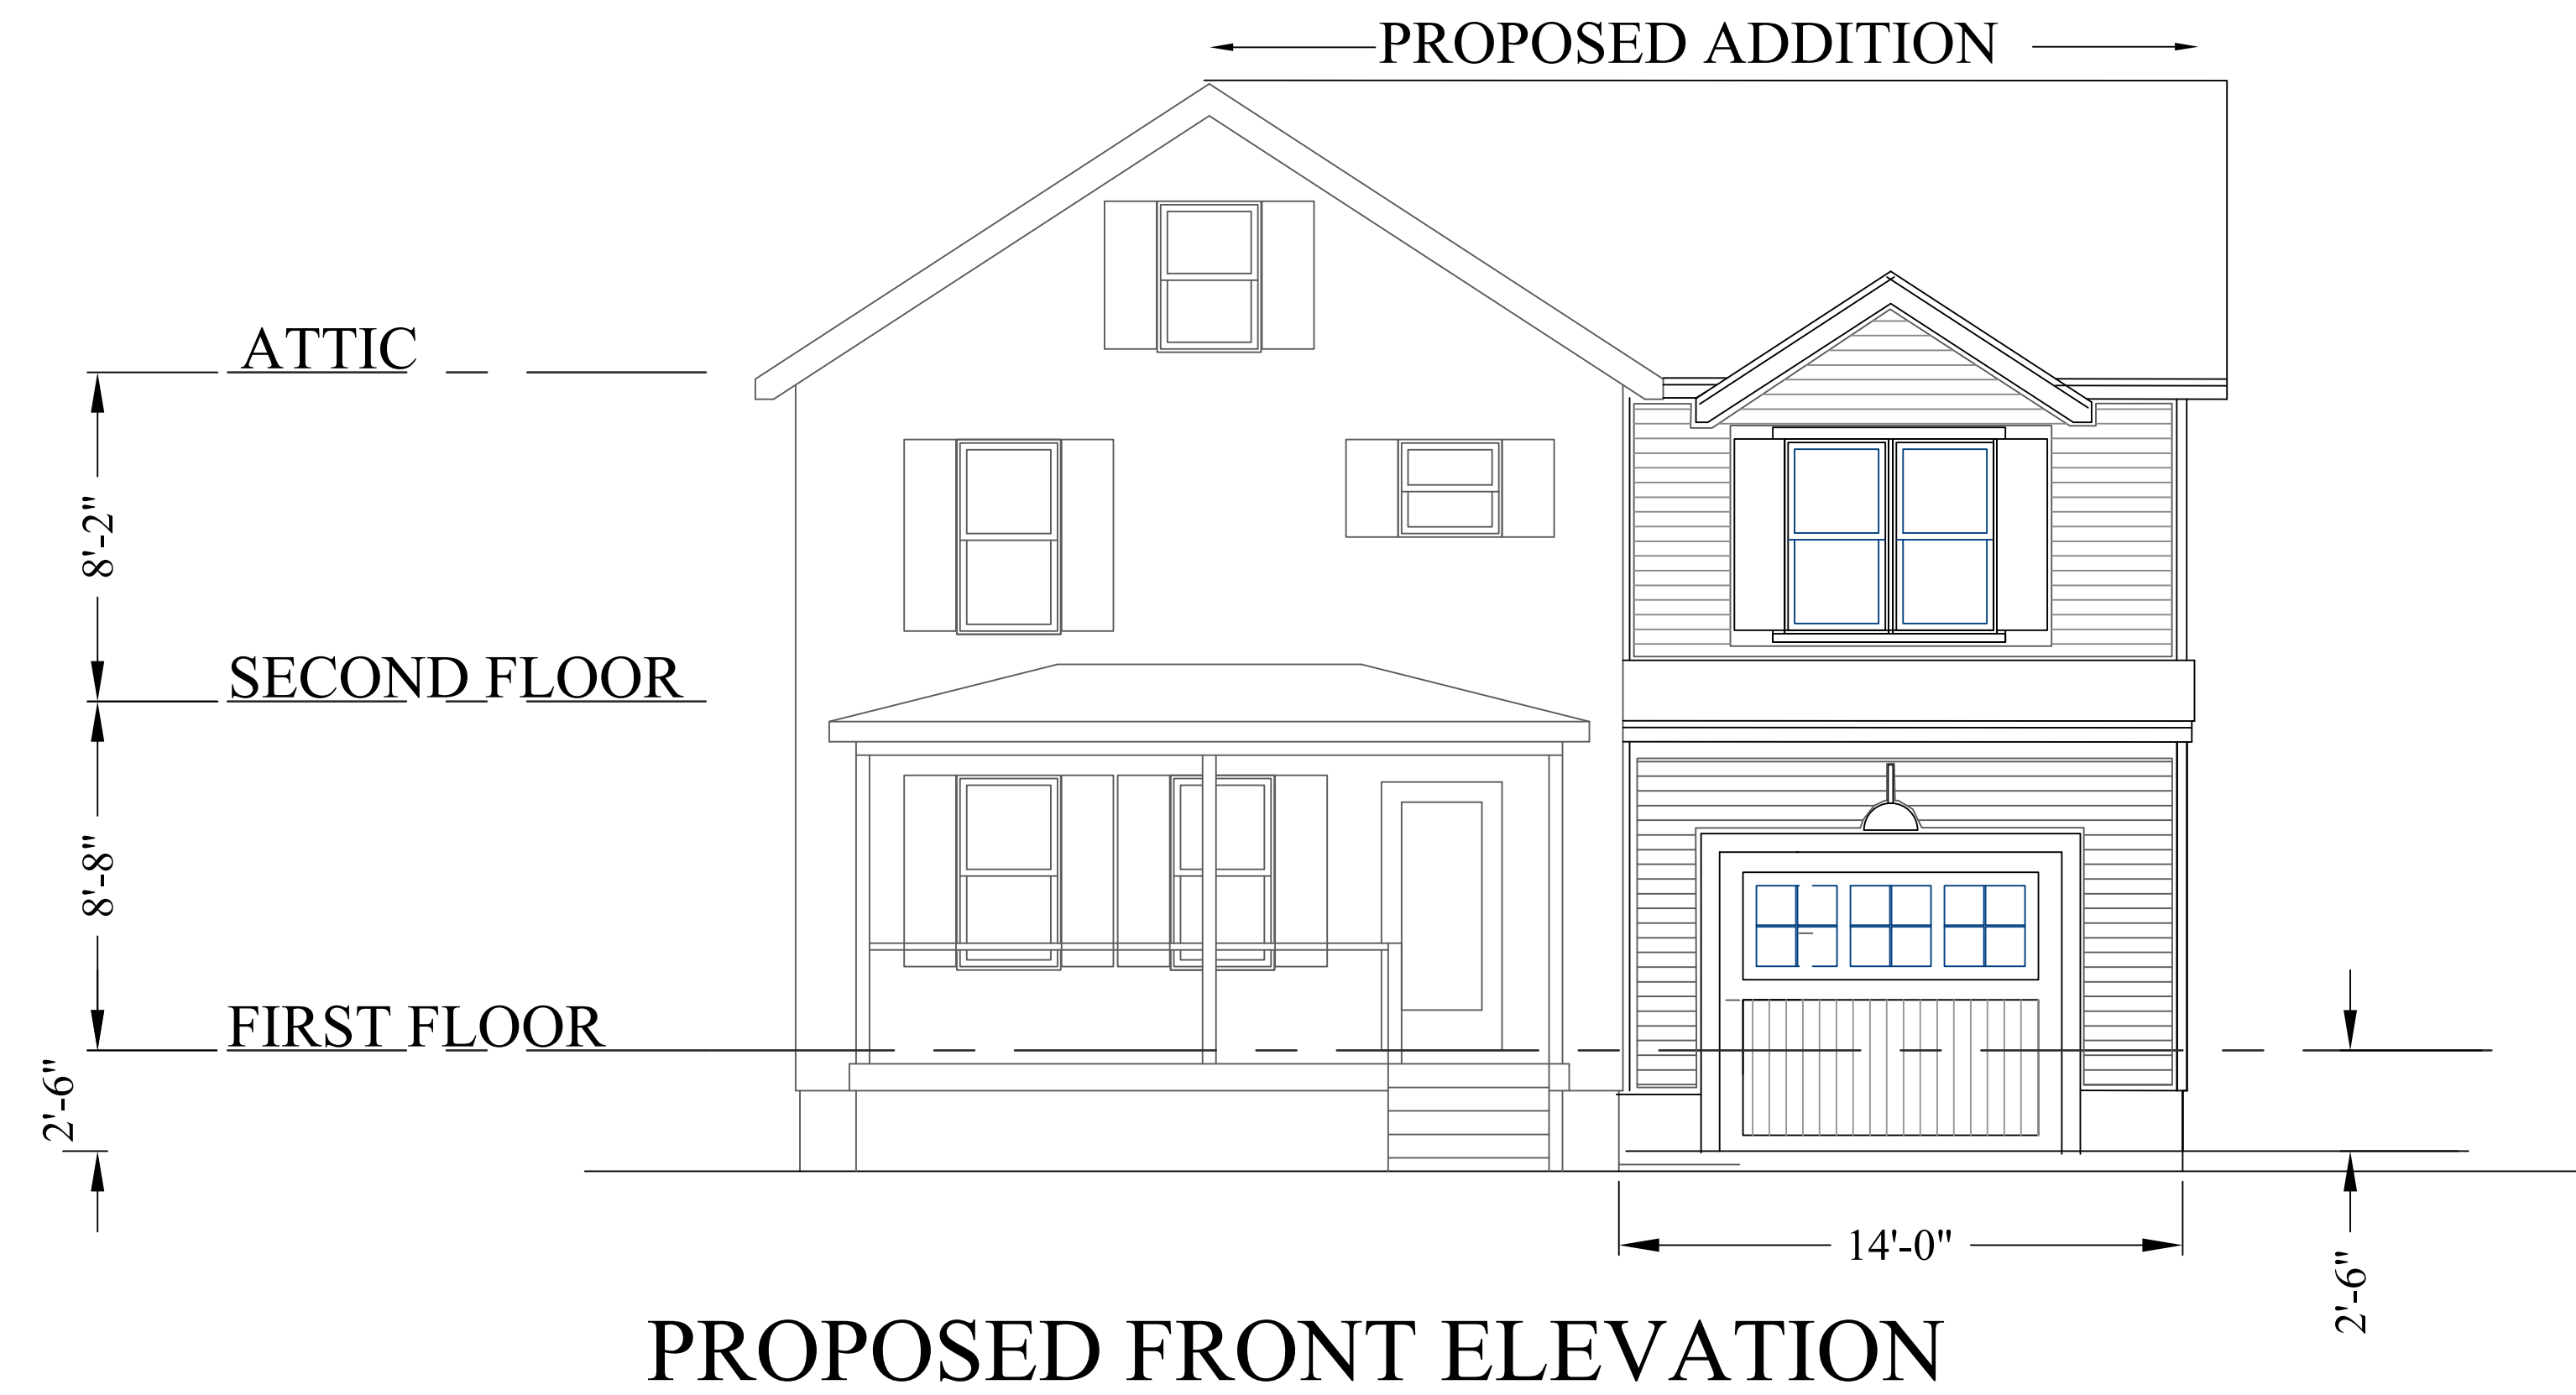 PROPOSED ADDITION
ATTIC
8'-2"
SECOND FLOOR
8'-8"
FIRST FLOOR
2'-6"
14'-0"
2'-6"
PROPOSED FRONT ELEVATION